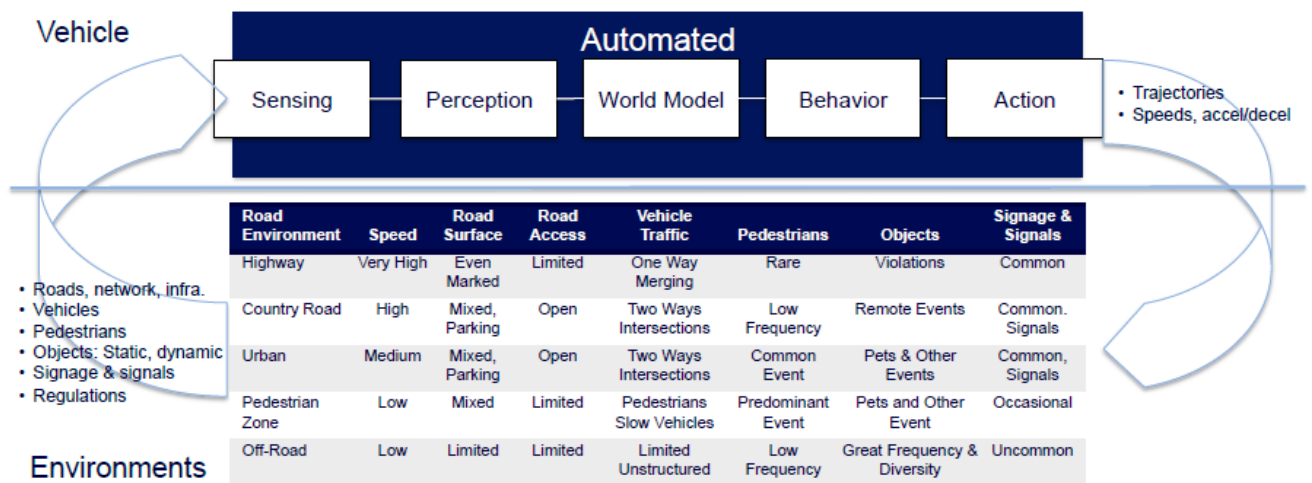 Vehicle
Automated
Sensing
Perception
World Model
Behavior
Action
• Trajectories
• Speeds, accel/decel
Road Environment Speed Road Surface Road Access Vehicle Traffic Pedestrians Objects Signage & Signals
Highway Very High Even Marked Limited One Way Merging Rare Violations Common
Country Road High Mixed, Parking Open Two Ways Intersections Low Frequency Remote Events Common. Signals
Urban Medium Mixed, Parking Open Two Ways Intersections Common Event Pets & Other Events Common, Signals
Pedestrian Zone Low Mixed Limited Pedestrians Slow Vehicles Predominant Event Pets and Other Event Occasional
Off-Road Low Limited Limited Limited Unstructured Low Frequency Great Frequency & Diversity Uncommon
• Roads, network, infra.
• Vehicles
• Pedestrians
• Objects: Static, dynamic
• Signage & signals
• Regulations
Environments